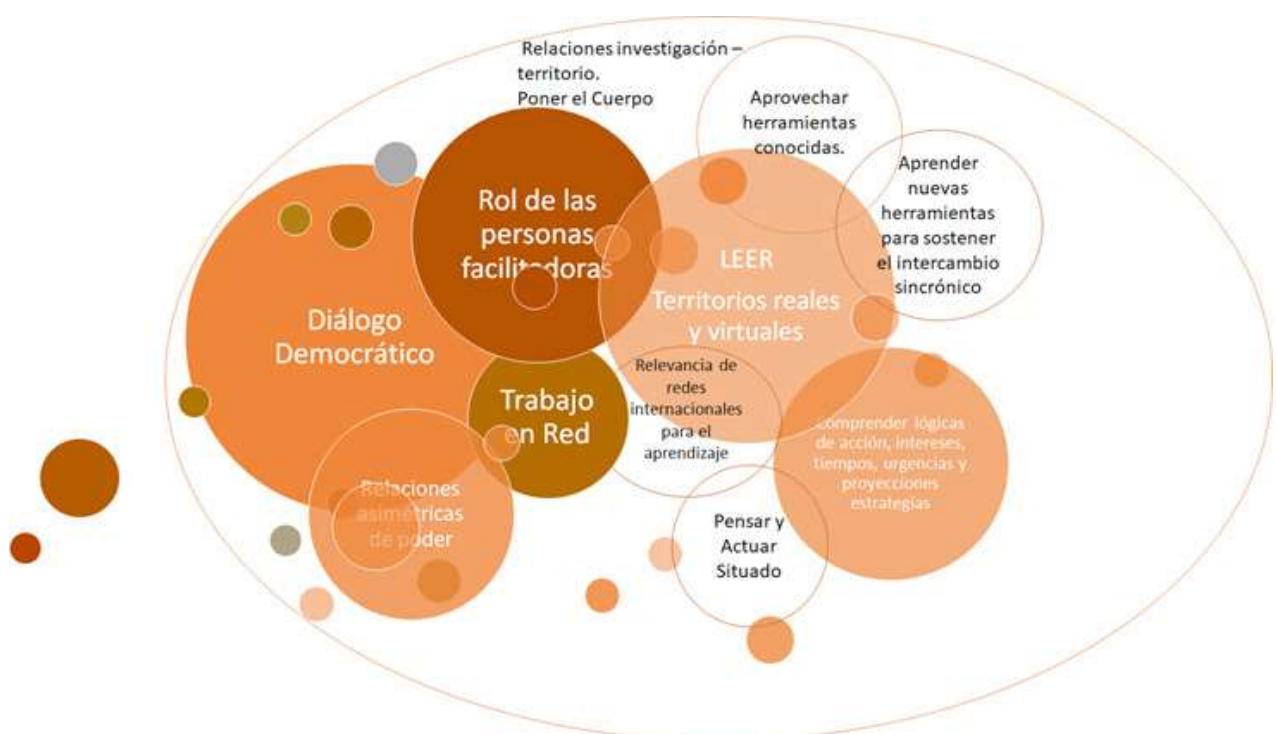 Relaciones investigación –
territorio.
Poner el Cuerpo
Aprovechar
herramientas
conocidas.
Aprender
nuevas
herramientas
para sostener
el intercambio
sincrónico
Rol de las
personas
facilitadoras
LEER
Territorios reales
y virtuales
Diálogo
Democrático
Trabajo
en Red
Relevancia de
redes
internacionales
para el
aprendizaje
Comprender lógicas
de acción, intereses,
tiempos, urgencias y
proyecciones
estrategías
Relaciones
asimétricas
de poder
Pensar y
Actuar
Situado